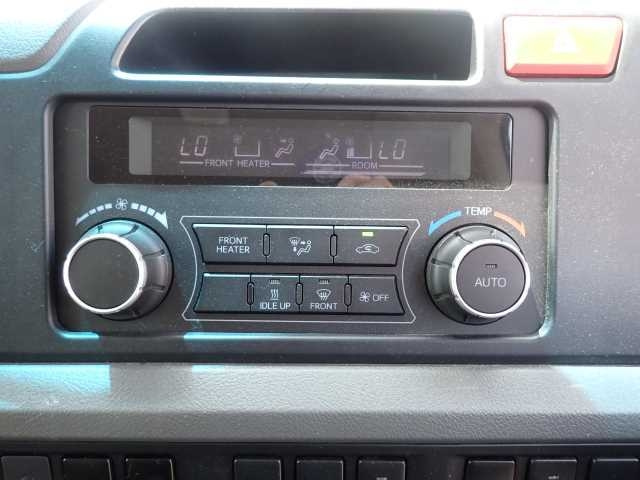 LO LO
FRONT HEATER ROOM
TEMP
FRONT
HEATER
AUTO
IDLE UP FRONT OFF